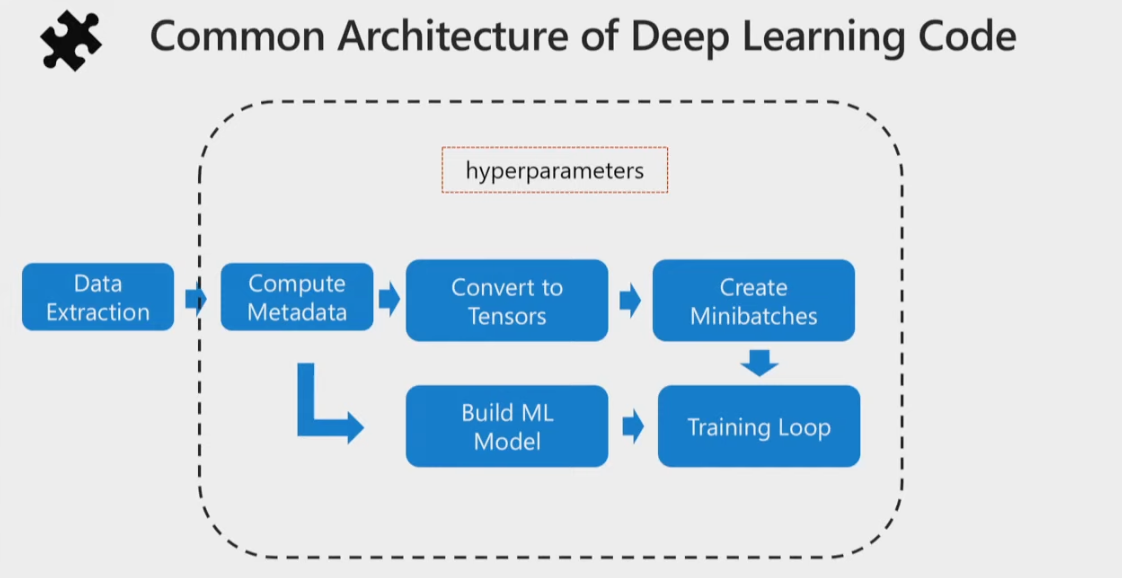 Common Architecture of Deep Learning Code
hyperparameters
Data
Extraction
Compute
Metadata
Convert to
Tensors
Create
Minibatches
Build ML
Model
Training Loop